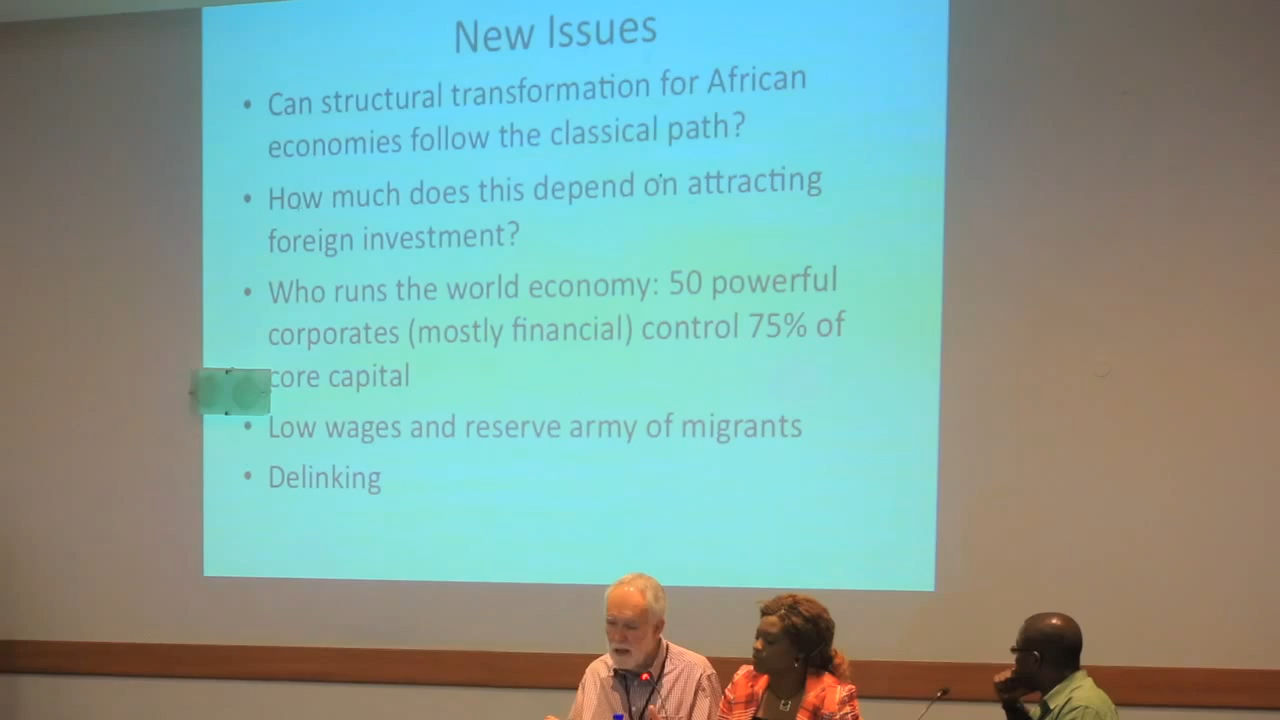 New Issues
• Can structural transformation for African
economies follow the classical path?
• How much does this depend on attracting
foreign investment?
• Who runs the world economy: 50 powerful
corporates (mostly financial) control 75% of
core capital
• Low wages and reserve army of migrants
• Delinking